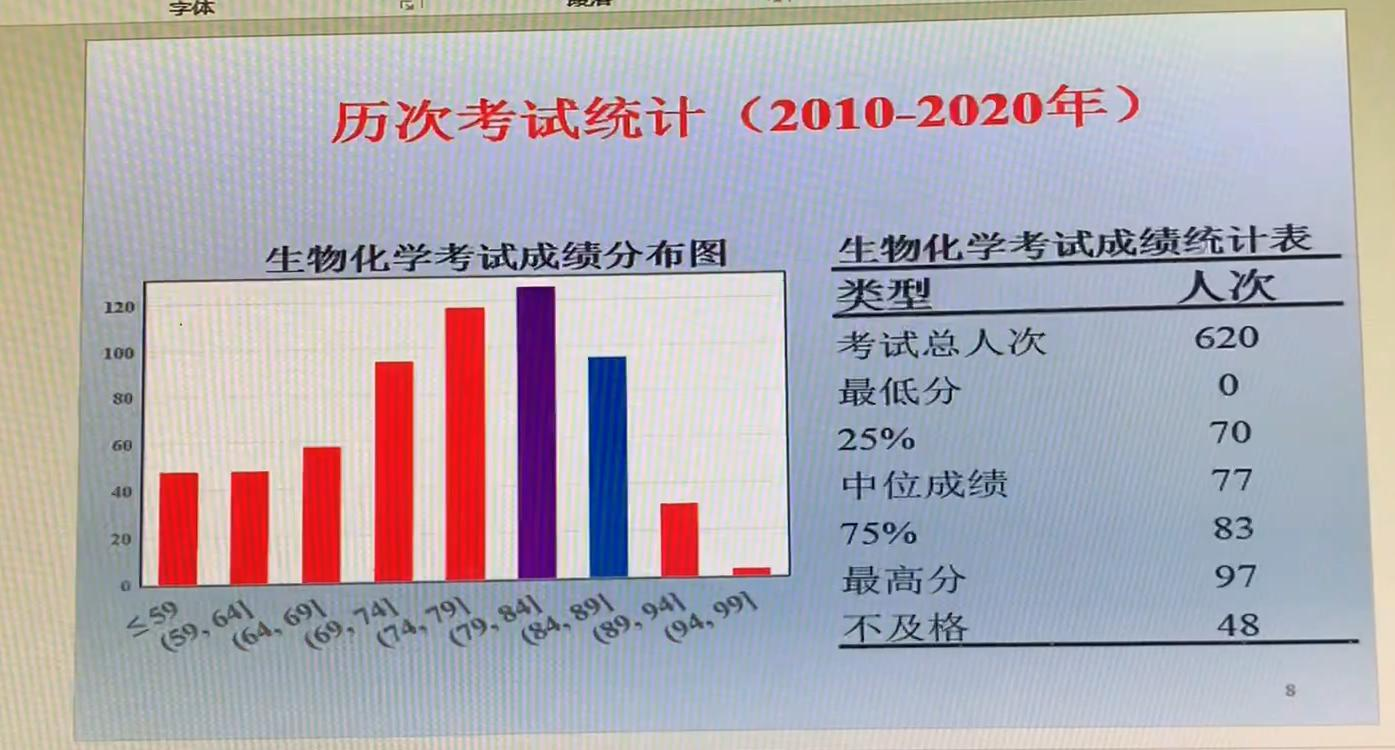 字体
段落
历次考试统计（2010-2020年）
生物化学考试成绩分布图
120
100
80
60
40
20
0
≤ 59
(59, 64]
(64, 69]
(69, 74]
(74, 79]
(79, 84]
(84, 89]
(89, 94]
(94, 99]
生物化学考试成绩统计表
类型 人次
考试总人次 620
最低分 0
25% 70
中位成绩 77
75% 83
最高分 97
不及格 48
8